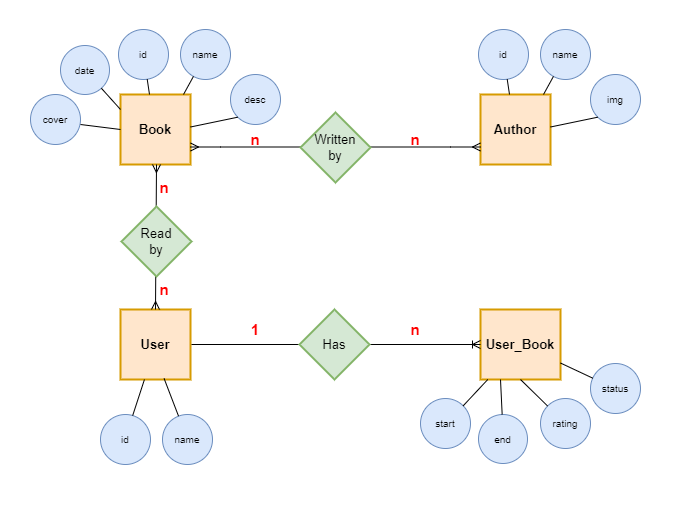 id
name
id
name
date
desc
img
cover
Book
Author
n
Written
by
n
n
Read
by
n
User
1
Has
n
User_Book
status
start
rating
id
name
end